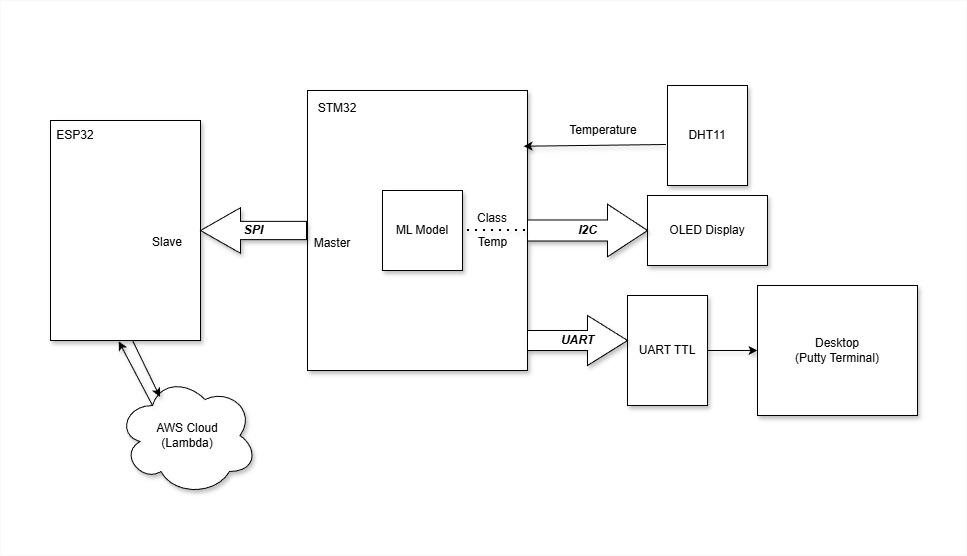 ESP32
Slave
SPI
STM32
Master
ML Model
Class
Temp
Temperature
DHT11
I2C
OLED Display
UART
UART TTL
Desktop
(Putty Terminal)
AWS Cloud
(Lambda)